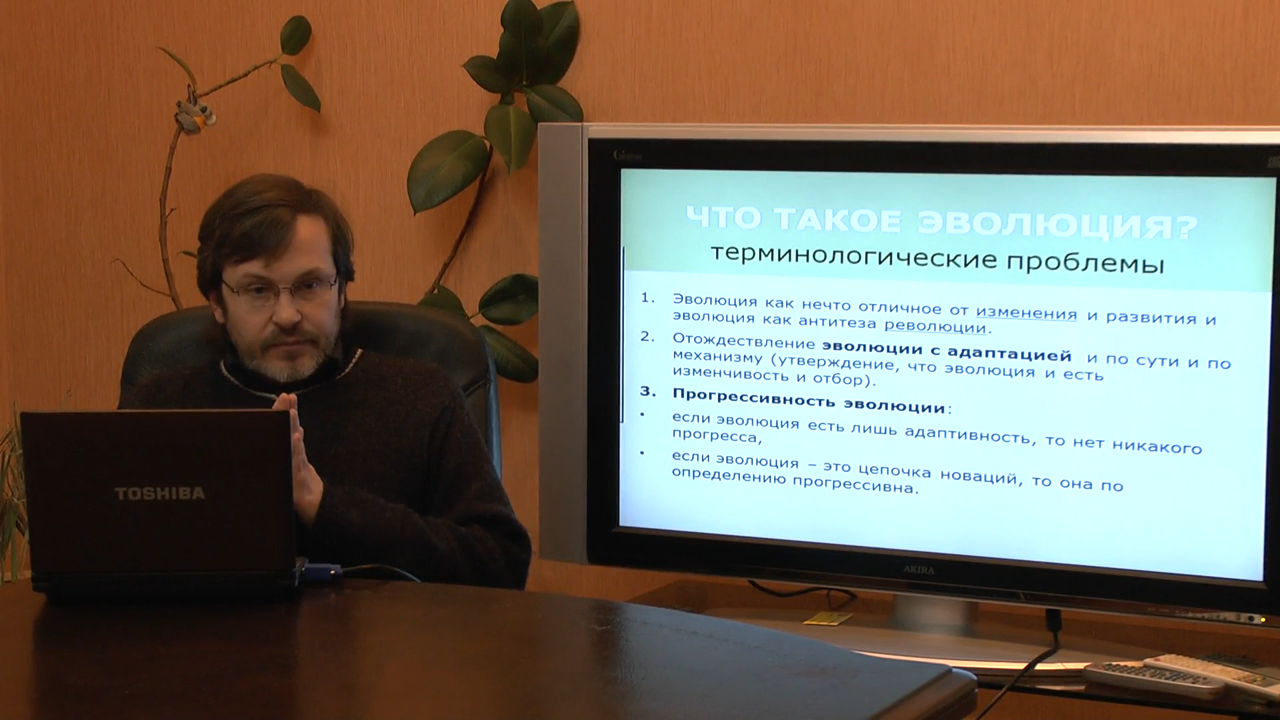 ЧТО ТАКОЕ ЭВОЛЮЦИЯ?
терминологические проблемы
1. Эволюция как нечто отличное от изменения и развития и
эволюция как антитеза революции.
2. Отождествление эволюции с адаптацией и по сути и по
механизму (утверждение, что эволюция и есть
изменчивость и отбор).
3. Прогрессивность эволюции:
• если эволюция есть лишь адаптивность, то нет никакого
прогресса,
• если эволюция – это цепочка новаций, то она по
определению прогрессивна.
TOSHIBA
AKIRA